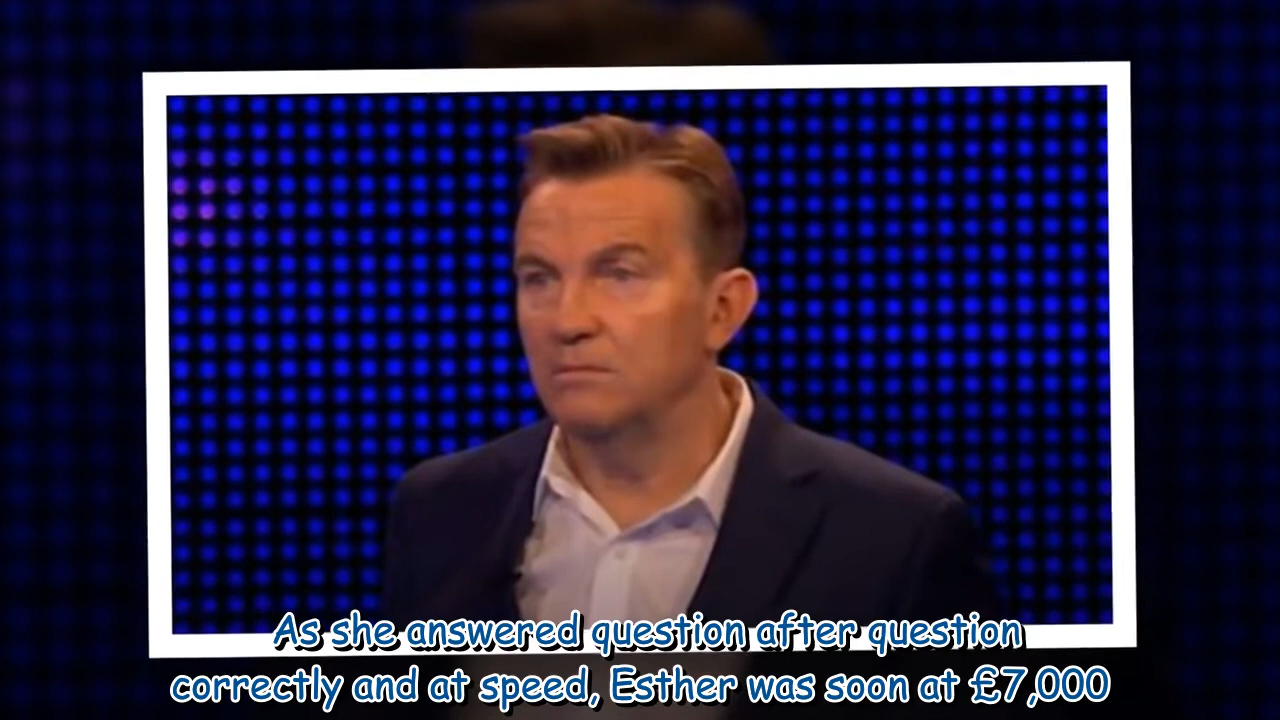 As she answered question after question
correctly and at speed, Esther was soon at £7,000